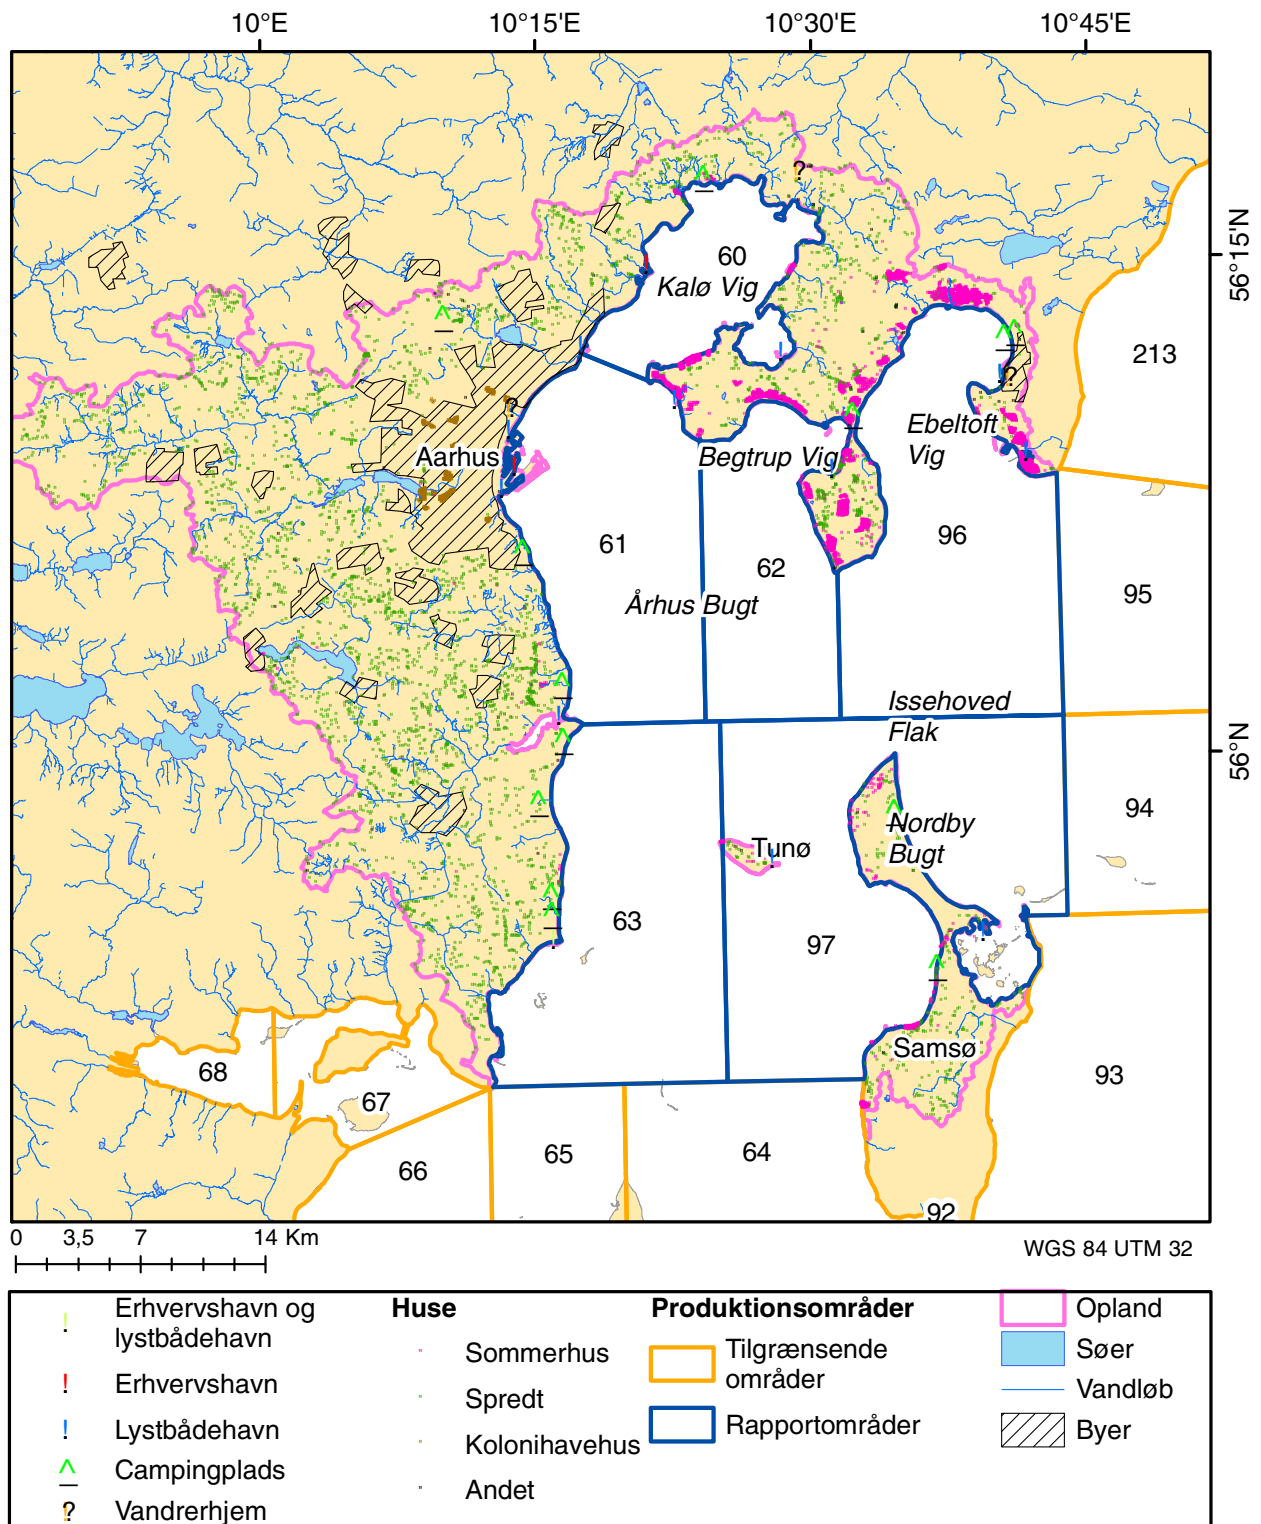 10°E
10°15'E
10°30'E
10°45'E
56°15'N
56°N
60
Kalø Vig
213
Aarhus
Begtrup Vig
Ebeltoft
Vig
61
62
96
95
Århus Bugt
Issehoved
Flak
94
Nordby
Bugt
Tunø
63
97
Samsø
93
68
67
66
65
64
92
0
3,5
7
14 Km
WGS 84 UTM 32
! Erhvervshavn og
lystbådehavn
! Erhvervshavn
! Lystbådehavn
^ Campingplads
? Vandrerhjem
Huse
Sommerhus
Spredt
Kolonihavehus
Andet
Produktionsområder
Tilgrænsende
områder
Rapportområder
Opland
Søer
Vandløb
Byer